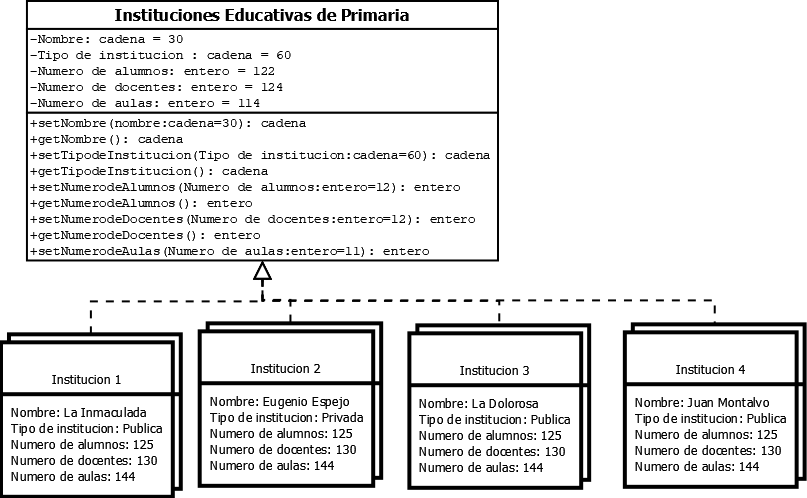 Instituciones Educativas de Primaria
-Nombre: cadena = 30
-Tipo de institucion : cadena = 60
-Numero de alumnos: entero = 122
-Numero de docentes: entero = 124
-Numero de aulas: entero = 114
+setNombre(nombre:cadena=30): cadena
+getNombre(): cadena
+setTipodeInstitucion(Tipo de institucion:cadena=60): cadena
+getTipodeInstitucion(): cadena
+setNumerodeAlumnos(Numero de alumnos:entero=12): entero
+getNumerodeAlumnos(): entero
+setNumerodeDocentes(Numero de docentes:entero=12): entero
+getNumerodeDocentes(): entero
+setNumerodeAulas(Numero de aulas:entero=11): entero
Institucion 1
Nombre: La Inmaculada
Tipo de institucion: Publica
Numero de alumnos: 125
Numero de docentes: 130
Numero de aulas: 144
Institucion 2
Nombre: Eugenio Espejo
Tipo de institucion: Privada
Numero de alumnos: 125
Numero de docentes: 130
Numero de aulas: 144
Institucion 3
Nombre: La Dolorosa
Tipo de institucion: Publica
Numero de alumnos: 125
Numero de docentes: 130
Numero de aulas: 144
Institucion 4
Nombre: Juan Montalvo
Tipo de institucion: Publica
Numero de alumnos: 125
Numero de docentes: 130
Numero de aulas: 144